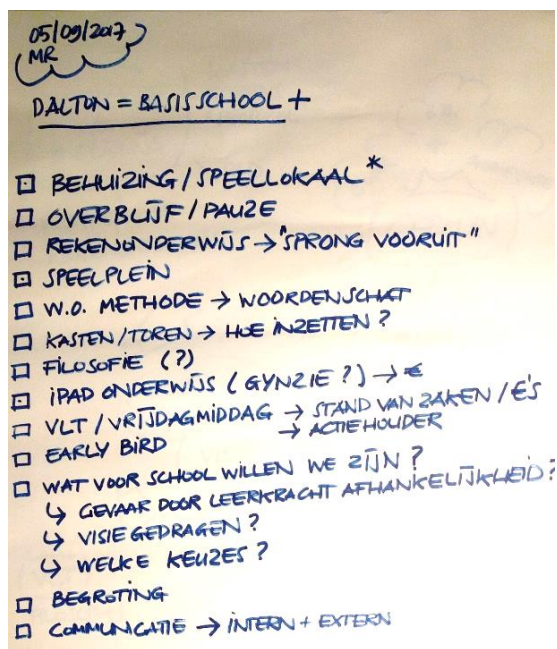 05/09/2017
MR
DALTON = BASISSCHOOL +
BEHUIZING / SPEELLOKAAL *
OVERBLIJF / PAUZE
REKENONDERWIJS → "SPRONG VOORUIT"
SPEELPLEIN
W.O. METHODE → WOORDENSCHAT
KASTEN / TOREN → HOE INZETTEN ?
FILOSOFIE (?)
IPAD ONDERWIJS ( GYNZIE ? ) → €
VLT / VRIJDAGMIDDAG → STAND VAN ZAKEN / €'S
→ ACTIEHOUDER
EARLY BIRD
WAT VOOR SCHOOL WILLEN WE ZIJN ?
↳ GEVAAR DOOR LEERKRACHT AFHANKELIJKHEID ?
↳ VISIE GEDRAGEN ?
↳ WELKE KEUZES ?
BEGROTING
COMMUNICATIE → INTERN + EXTERN